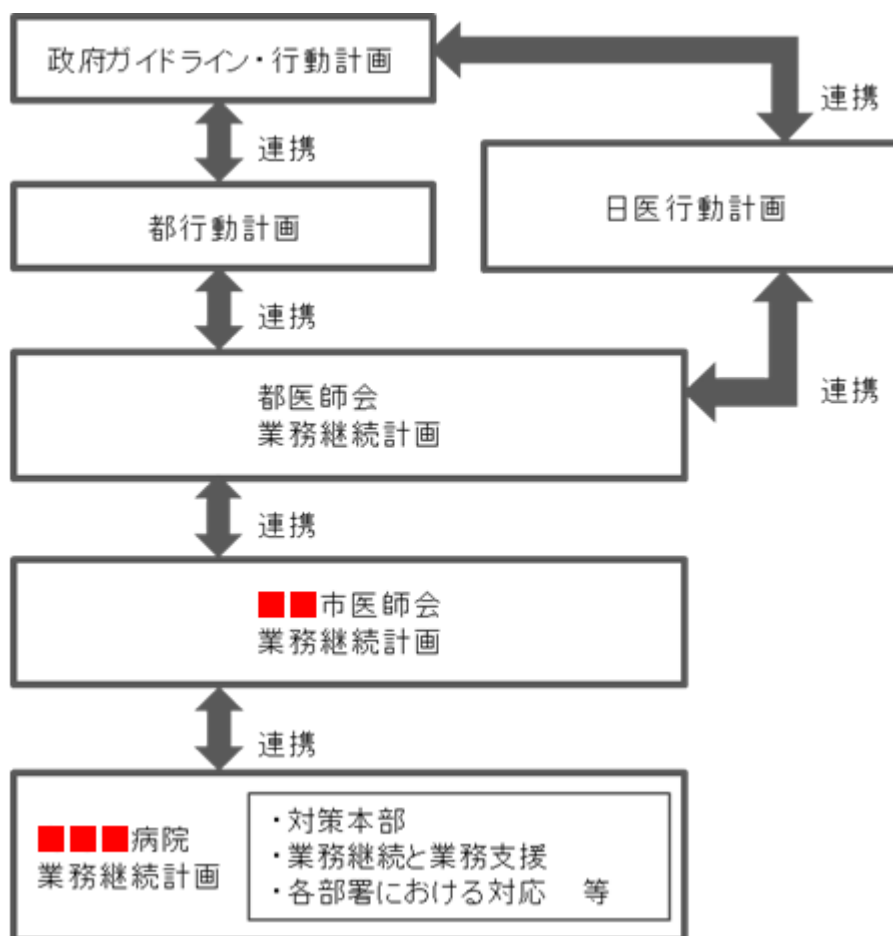 政府ガイドライン・行動計画
連携
連携
都行動計画
日医行動計画
連携
都医師会
業務継続計画
連携
連携
■■市医師会
業務継続計画
連携
■■■病院
業務継続計画
・対策本部
・業務継続と業務支援
・各部署における対応　等